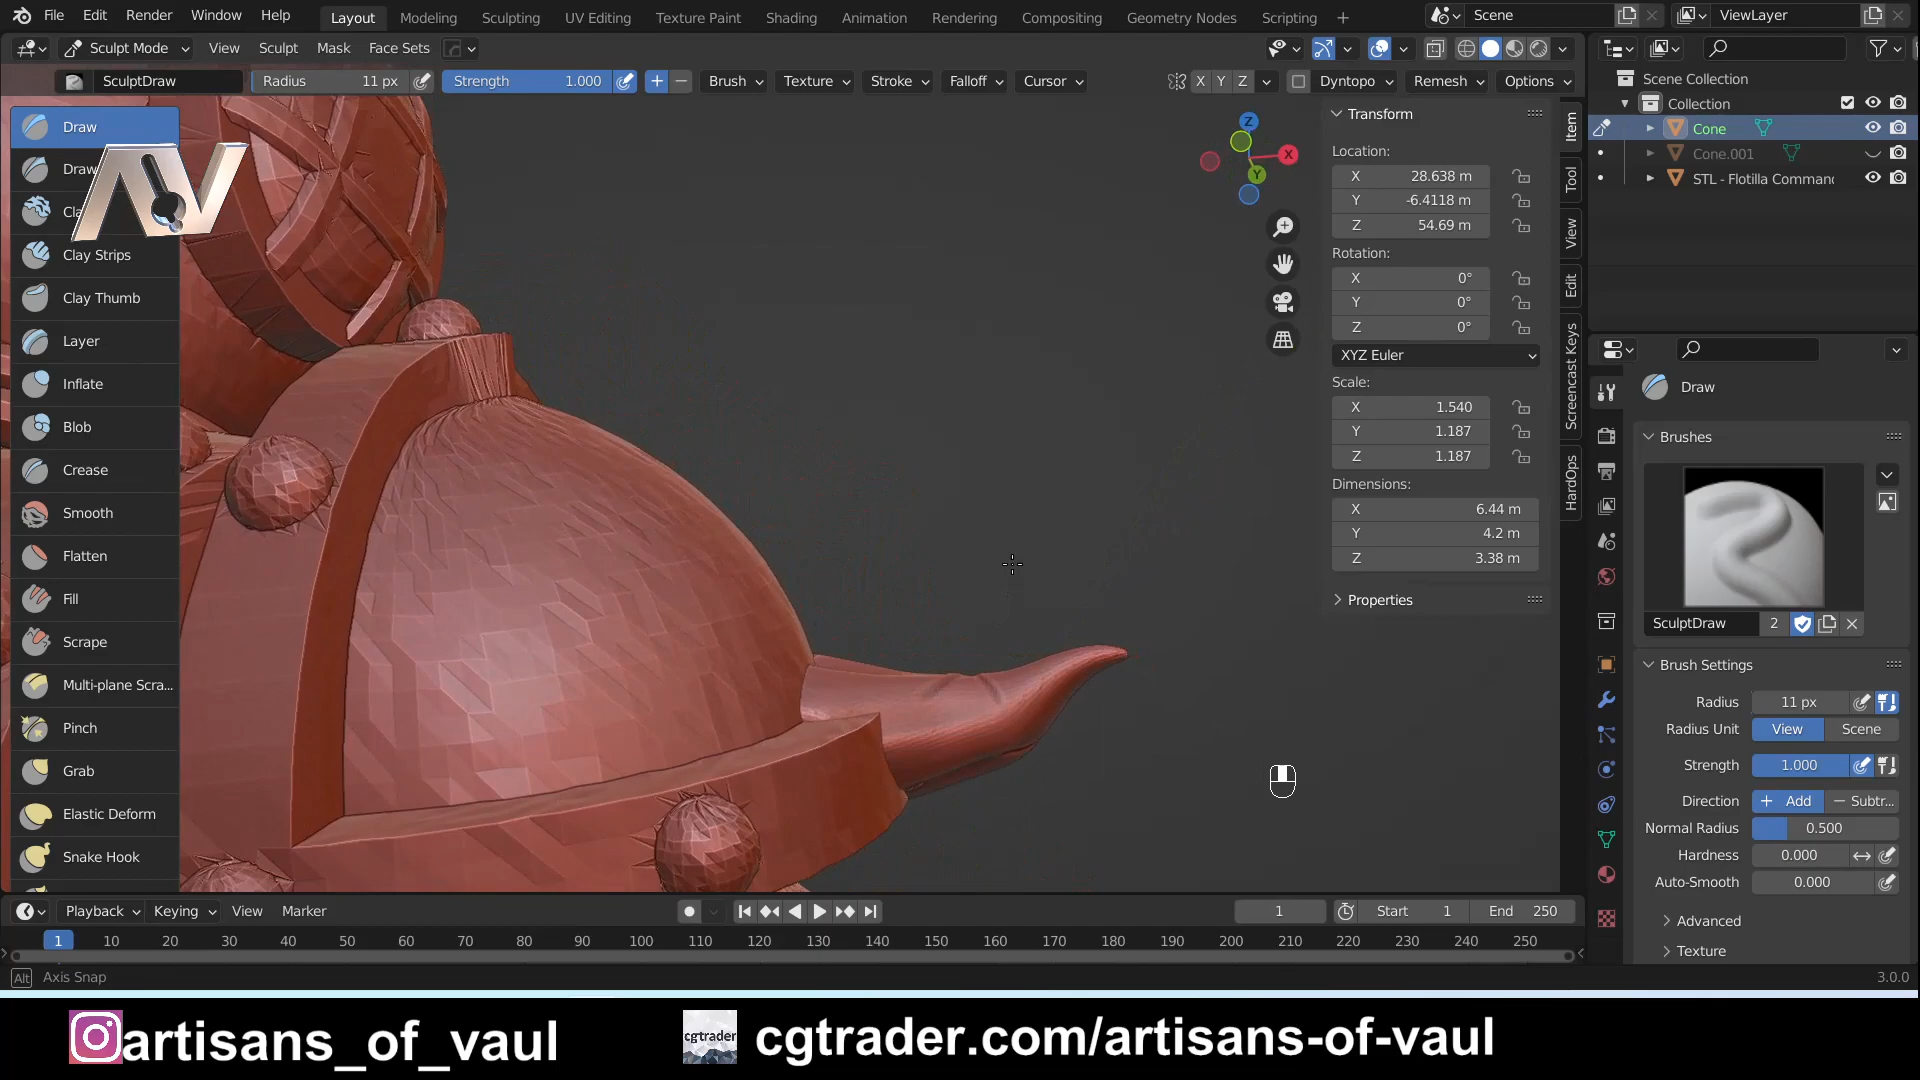 File Edit Render Window Help Layout Modeling Sculpting UV Editing Texture Paint Shading Animation Rendering Compositing Geometry Nodes Scripting + Scene ViewLayer
Sculpt Mode View Sculpt Mask Face Sets
SculptDraw Radius 11 px Strength 1.000 + − Brush Texture Stroke Falloff Cursor X Y Z Dyntopo Remesh Options
Scene Collection
Collection
Cone
Cone.001
STL - Flotilla Comman
Draw
Draw
Cla
Clay Strips
Clay Thumb
Layer
Inflate
Blob
Crease
Smooth
Flatten
Fill
Scrape
Multi-plane Scra...
Pinch
Grab
Elastic Deform
Snake Hook
AV
Z
X
Y
Transform
Location:
X 28.638 m
Y -6.4118 m
Z 54.69 m
Rotation:
X 0°
Y 0°
Z 0°
XYZ Euler
Scale:
X 1.540
Y 1.187
Z 1.187
Dimensions:
X 6.44 m
Y 4.2 m
Z 3.38 m
Properties
Item
Tool
View
Edit
Screencast Keys
HardOps
Draw
Brushes
SculptDraw 2
Brush Settings
Radius 11 px
Radius Unit View Scene
Strength 1.000
Direction + Add − Subtr...
Normal Radius 0.500
Hardness 0.000
Auto-Smooth 0.000
Advanced
Texture
Playback Keying View Marker 1 Start 1 End 250
1 10 20 30 40 50 60 70 80 90 100 110 120 130 140 150 160 170 180 190 200 210 220 230 240 250
Alt Axis Snap 3.0.0
artisans_of_vaul cgtrader cgtrader.com/artisans-of-vaul